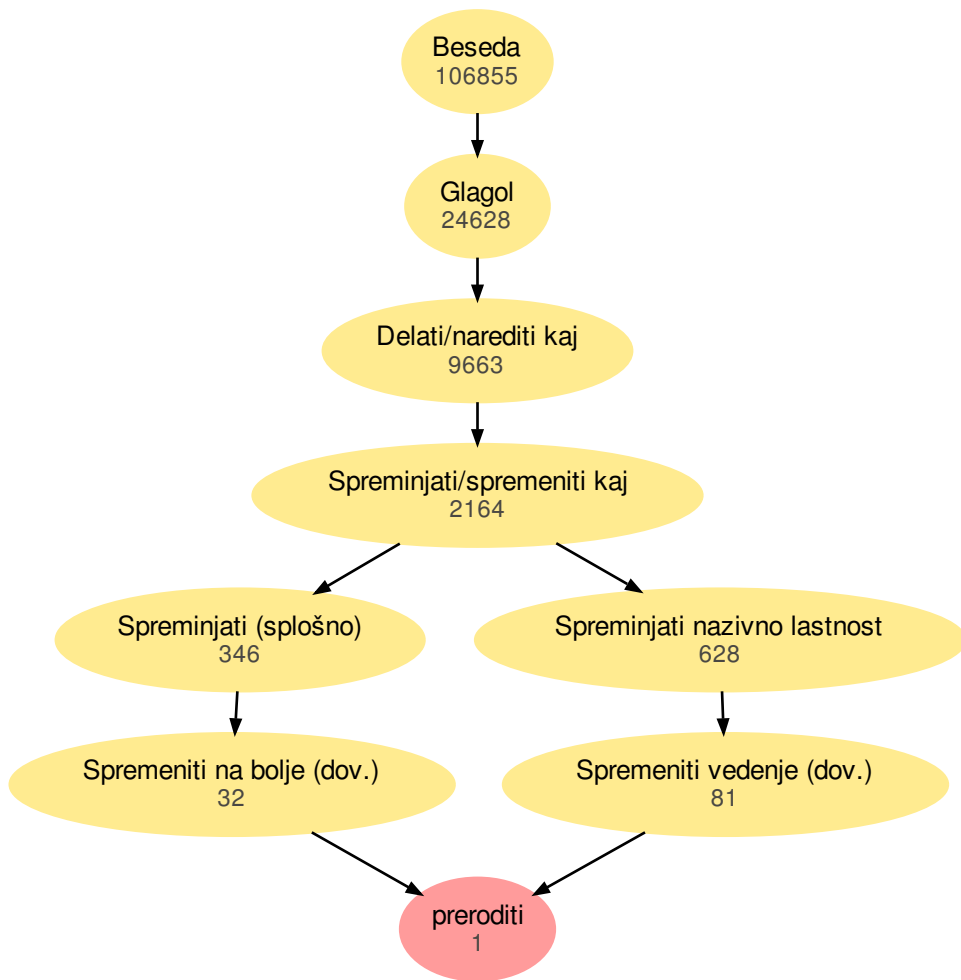 Beseda
106855
Glagol
24628
Delati/narediti kaj
9663
Spreminjati/spremeniti kaj
2164
Spreminjati (splošno)
346
Spreminjati nazivno lastnost
628
Spremeniti na bolje (dov.)
32
Spremeniti vedenje (dov.)
81
preroditi
1